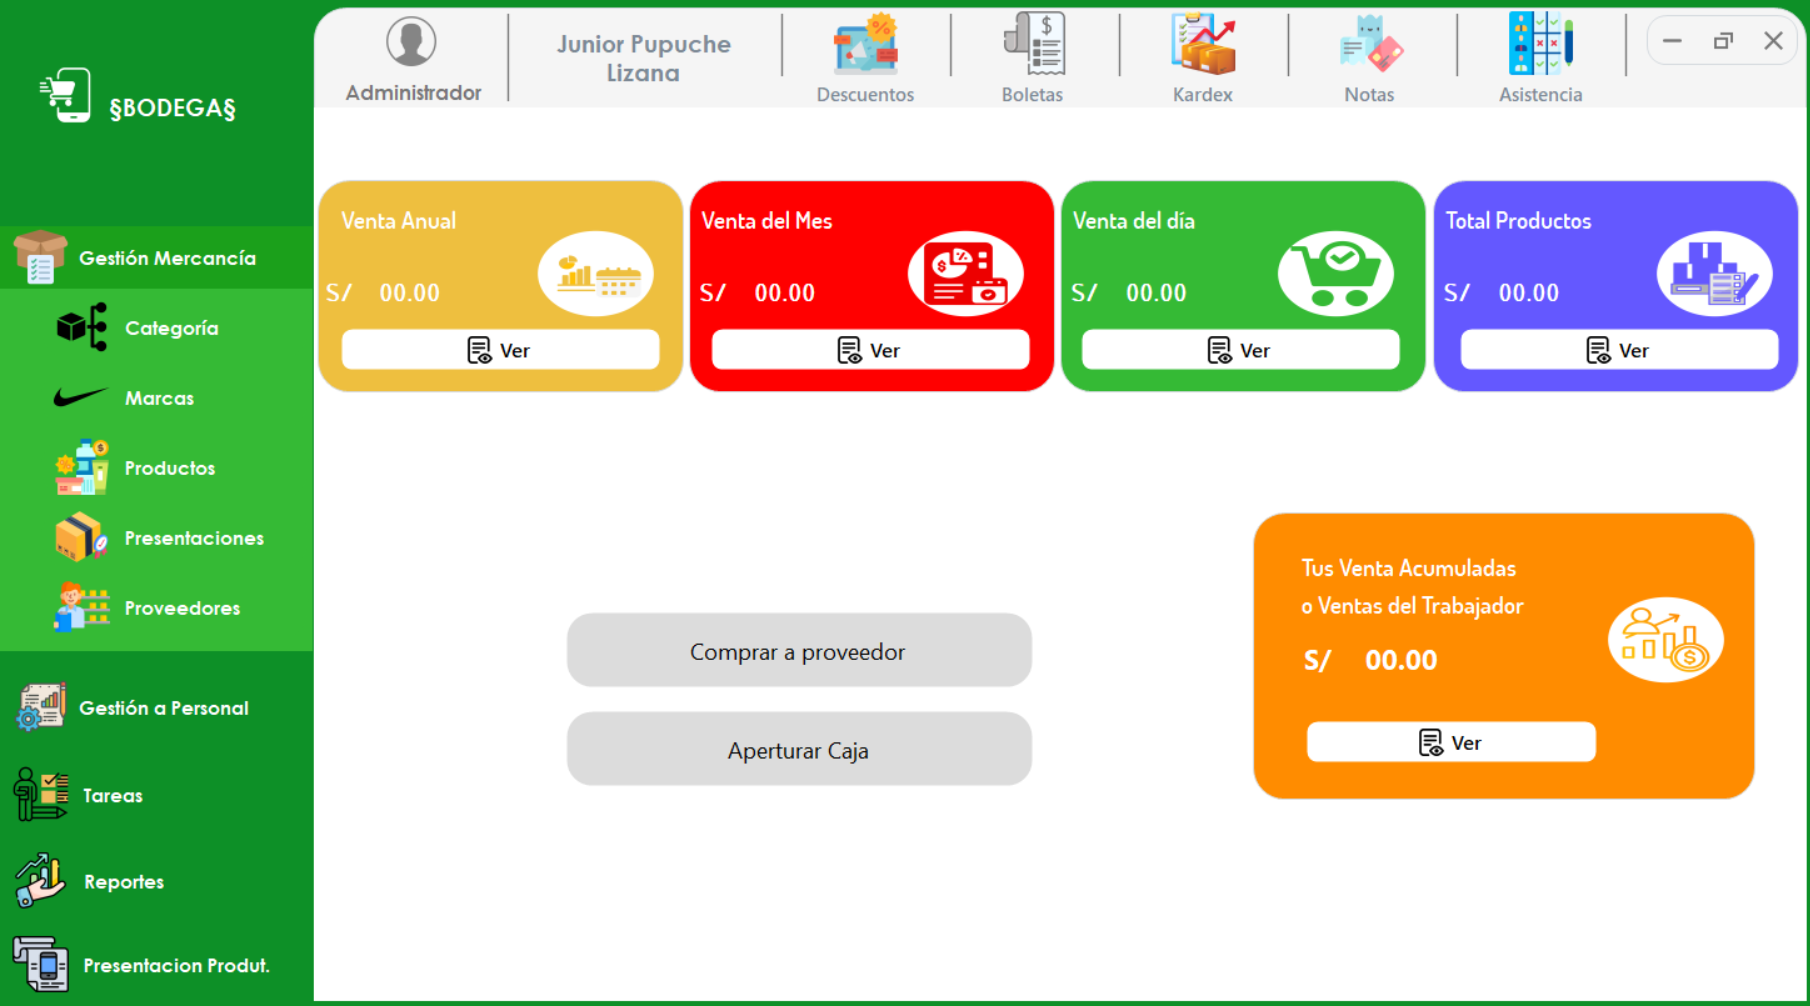 §BODEGA§
Gestión Mercancía
Categoría
Marcas
Productos
Presentaciones
Proveedores
Gestión a Personal
Tareas
Reportes
Presentacion Produt.
Administrador
Junior Pupuche
Lizana
Descuentos
Boletas
Kardex
Notas
Asistencia
Venta Anual
S/ 00.00
Ver
Venta del Mes
S/ 00.00
Ver
Venta del día
S/ 00.00
Ver
Total Productos
S/ 00.00
Ver
Comprar a proveedor
Aperturar Caja
Tus Venta Acumuladas
o Ventas del Trabajador
S/ 00.00
Ver